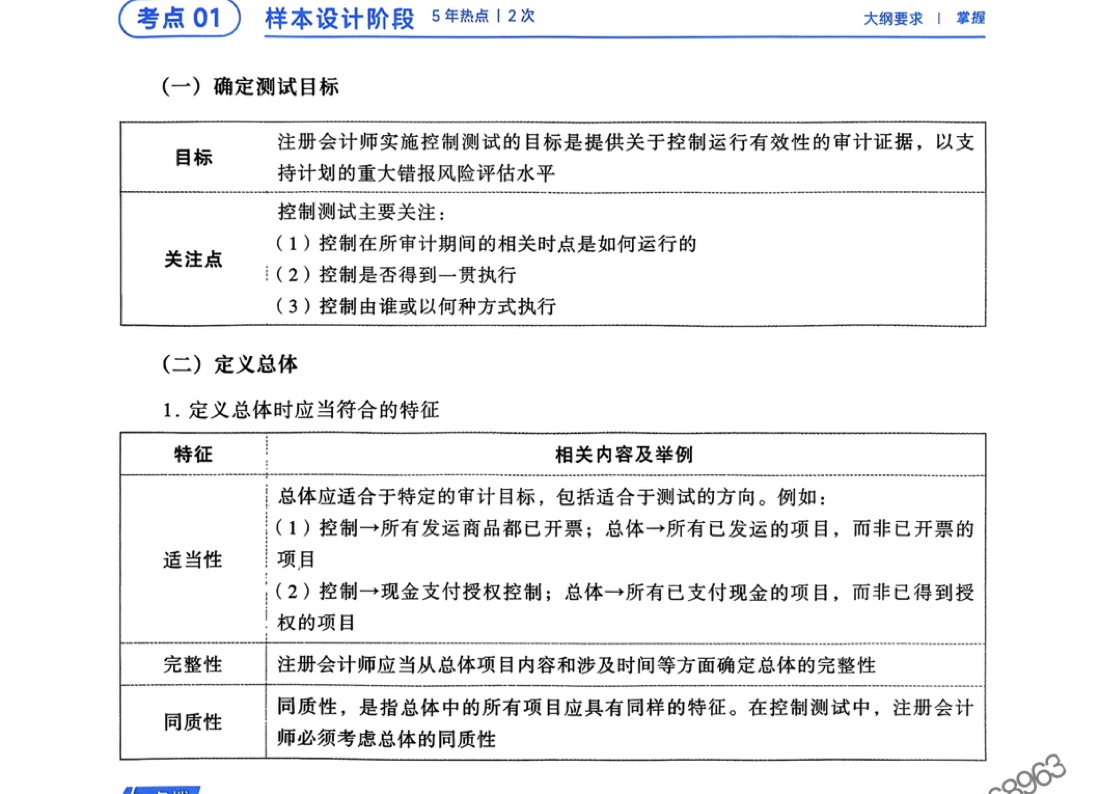 考点 01 样本设计阶段 5年热点 | 2次 大纲要求 | 掌握
（一）确定测试目标
目标
注册会计师实施控制测试的目标是提供关于控制运行有效性的审计证据，以支
持计划的重大错报风险评估水平
关注点
控制测试主要关注：
（1）控制在所审计期间的相关时点是如何运行的
（2）控制是否得到一贯执行
（3）控制由谁或以何种方式执行
（二）定义总体
1. 定义总体时应当符合的特征
特征 相关内容及举例
适当性
总体应适合于特定的审计目标，包括适合于测试的方向。例如：
（1）控制→所有发运商品都已开票；总体→所有已发运的项目，而非已开票的
项目
（2）控制→现金支付授权控制；总体→所有已支付现金的项目，而非已得到授
权的项目
完整性 注册会计师应当从总体项目内容和涉及时间等方面确定总体的完整性
同质性
同质性，是指总体中的所有项目应具有同样的特征。在控制测试中，注册会计
师必须考虑总体的同质性